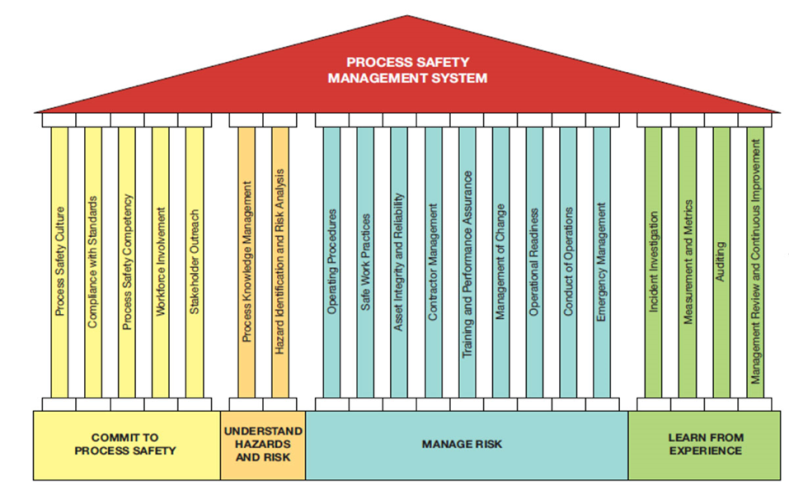 PROCESS SAFETY
MANAGEMENT SYSTEM
Process Safety Culture
Compliance with Standards
Process Safety Competency
Workforce Involvement
Stakeholder Outreach
Process Knowledge Management
Hazard Identification and Risk Analysis
Operating Procedures
Safe Work Practices
Asset Integrity and Reliability
Contractor Management
Training and Performance Assurance
Management of Change
Operational Readiness
Conduct of Operations
Emergency Management
Incident Investigation
Measurement and Metrics
Auditing
Management Review and Continuous Improvement
COMMIT TO
PROCESS SAFETY
UNDERSTAND
HAZARDS
AND RISK
MANAGE RISK
LEARN FROM
EXPERIENCE